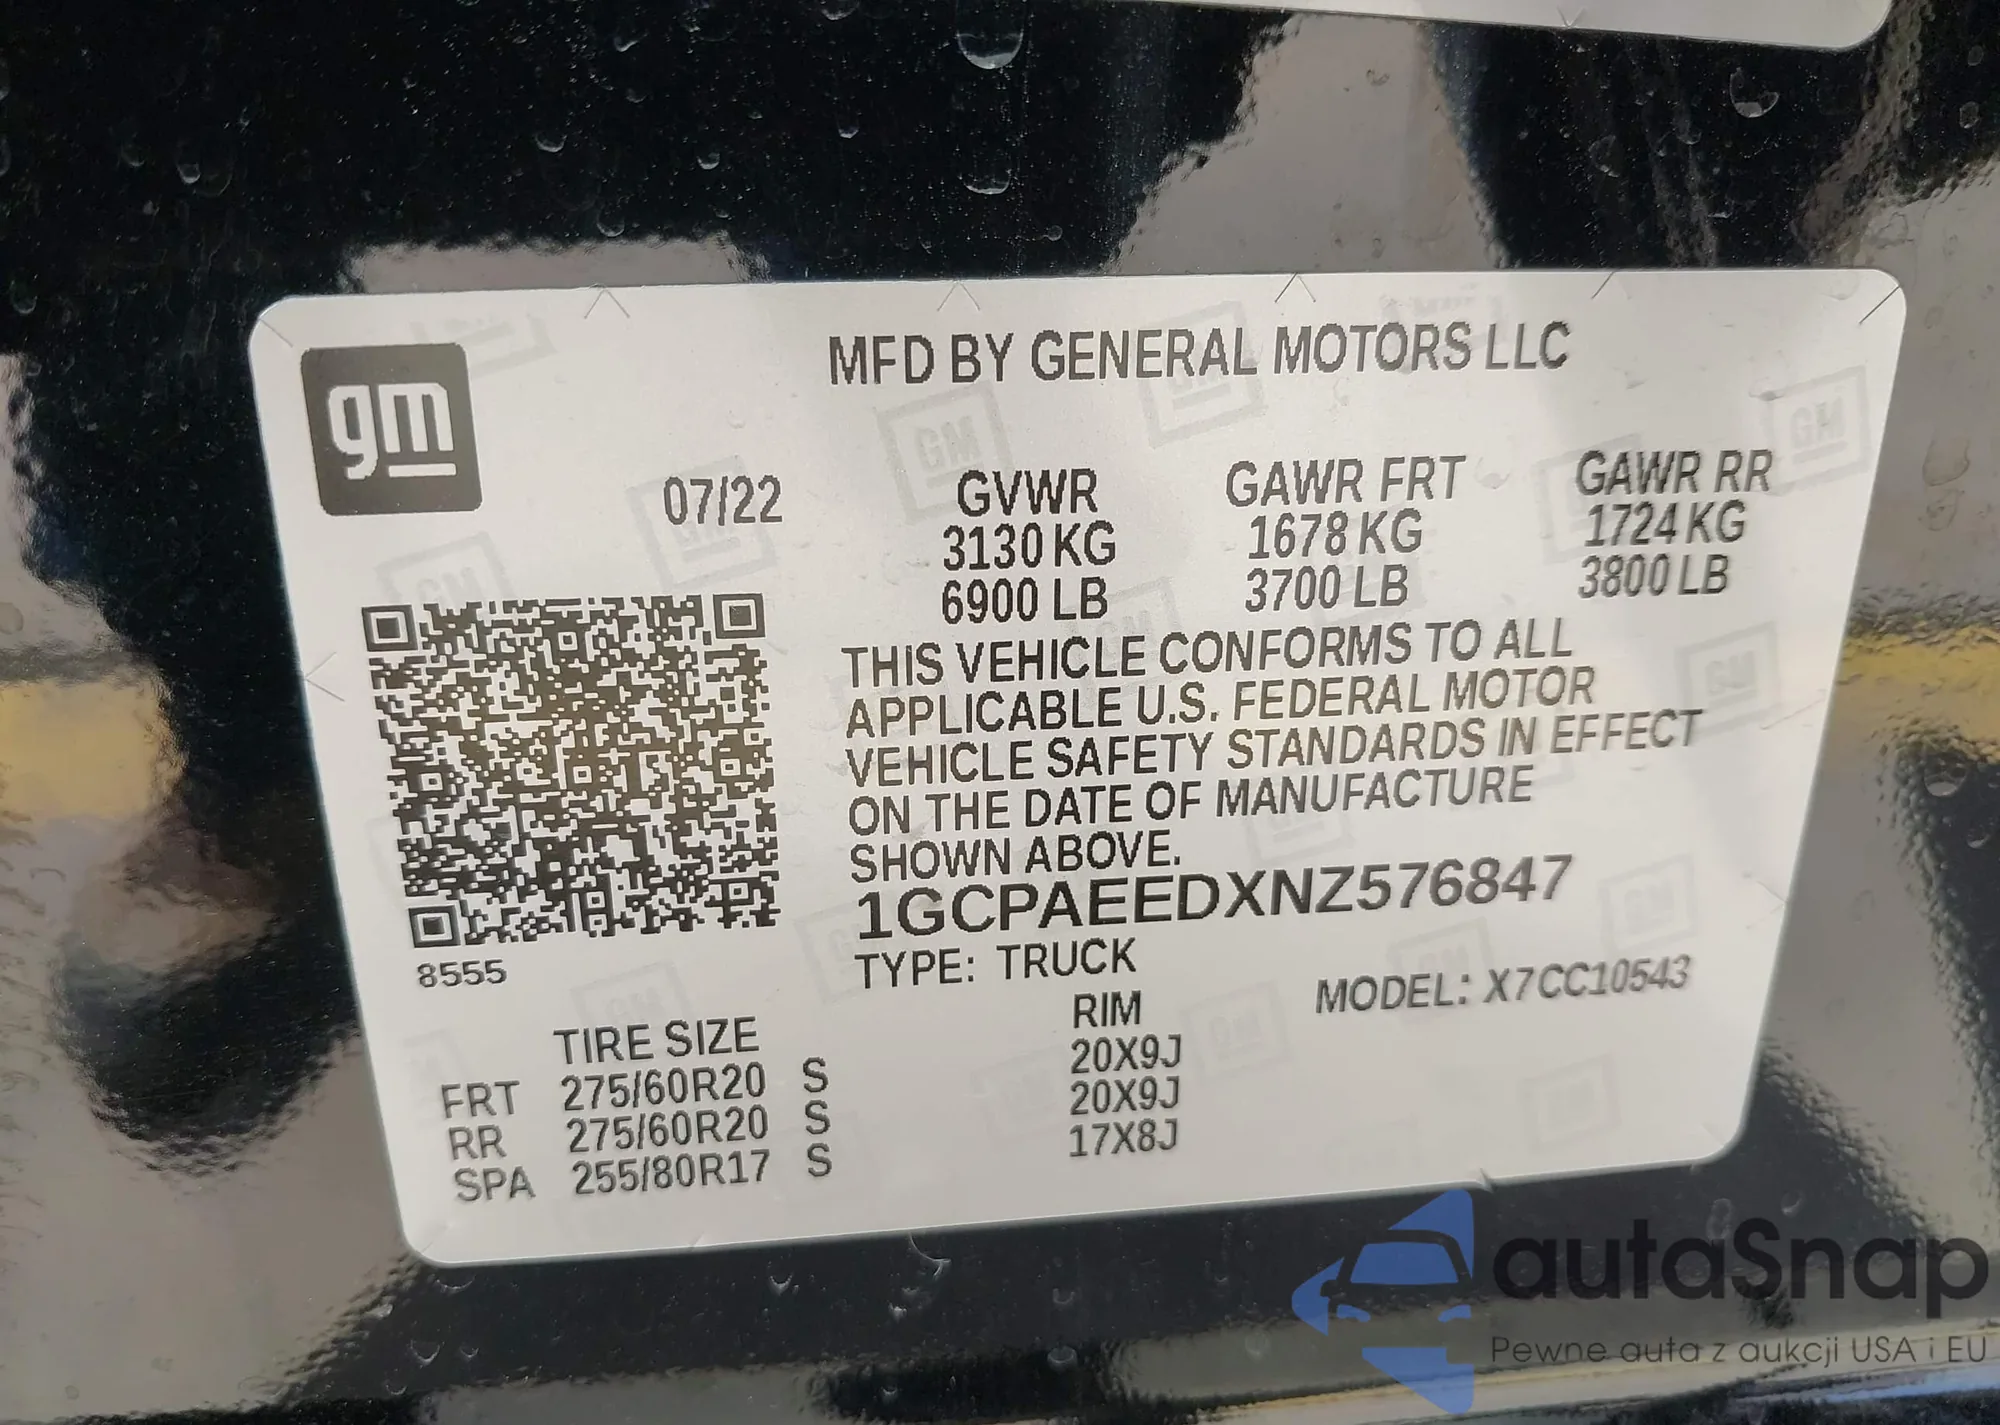 gm
MFD BY GENERAL MOTORS LLC
07/22
GVWR GAWR FRT GAWR RR
3130 KG 1678 KG 1724 KG
6900 LB 3700 LB 3800 LB
THIS VEHICLE CONFORMS TO ALL
APPLICABLE U.S. FEDERAL MOTOR
VEHICLE SAFETY STANDARDS IN EFFECT
ON THE DATE OF MANUFACTURE
SHOWN ABOVE.
1GCPAEEDXNZ576847
8555
TYPE: TRUCK
MODEL: X7CC10543
TIRE SIZE RIM
FRT 275/60R20 S 20X9J
RR 275/60R20 S 20X9J
SPA 255/80R17 S 17X8J
autaSnap
Pewne auta z aukcji USA i EU